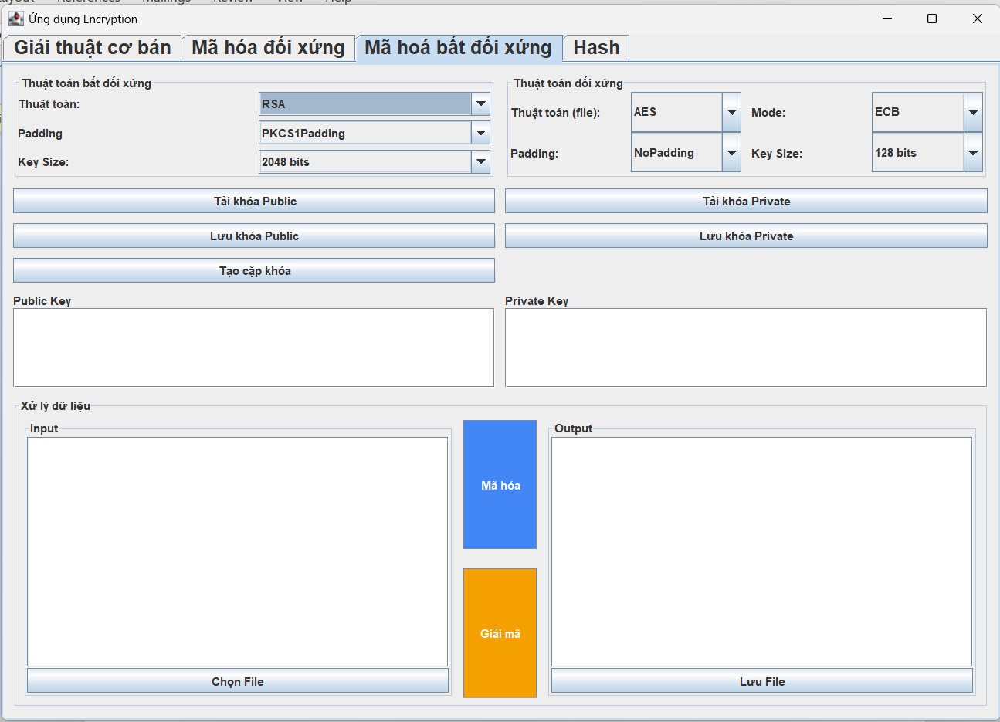 Ứng dụng Encryption
Giải thuật cơ bản
Mã hóa đối xứng
Mã hoá bất đối xứng
Hash
Thuật toán bất đối xứng
Thuật toán:
RSA
Padding
PKCS1Padding
Key Size:
2048 bits
Thuật toán đối xứng
Thuật toán (file):
AES
Mode:
ECB
Padding:
NoPadding
Key Size:
128 bits
Tải khóa Public
Tải khóa Private
Lưu khóa Public
Lưu khóa Private
Tạo cặp khóa
Public Key
Private Key
Xử lý dữ liệu
Input
Mã hóa
Giải mã
Output
Chọn File
Lưu File